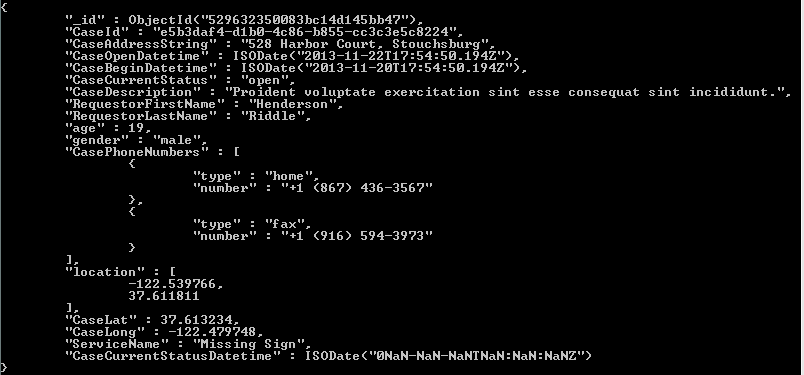 {
"_id" : ObjectId("529632350083bc14d145bb47"),
"CaseId" : "e5b3daf4-d1b0-4c86-b855-cc3c3e5c8224",
"CaseAddressString" : "528 Harbor Court, Stouchsburg",
"CaseOpenDatetime" : ISODate("2013-11-22T17:54:50.194Z"),
"CaseBeginDatetime" : ISODate("2013-11-20T17:54:50.194Z"),
"CaseCurrentStatus" : "open",
"CaseDescription" : "Proident voluptate exercitation sint esse consequat sint incididunt.",
"RequestorFirstName" : "Henderson",
"RequestorLastName" : "Riddle",
"age" : 19,
"gender" : "male",
"CasePhoneNumbers" : [
{
"type" : "home",
"number" : "+1 (867) 436-3567"
},
{
"type" : "fax",
"number" : "+1 (916) 594-3973"
}
],
"location" : [
-122.539766,
37.611811
],
"CaseLat" : 37.613234,
"CaseLong" : -122.479748,
"ServiceName" : "Missing Sign",
"CaseCurrentStatusDatetime" : ISODate("0NaN-NaN-NaNTNaN:NaN:NaNZ")
}